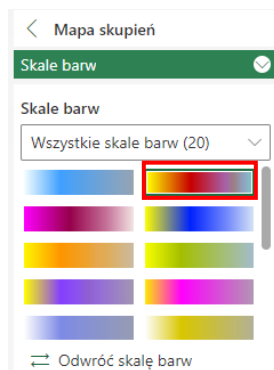 Mapa skupień
Skale barw
Skale barw
Wszystkie skale barw (20)
Odwróć skalę barw